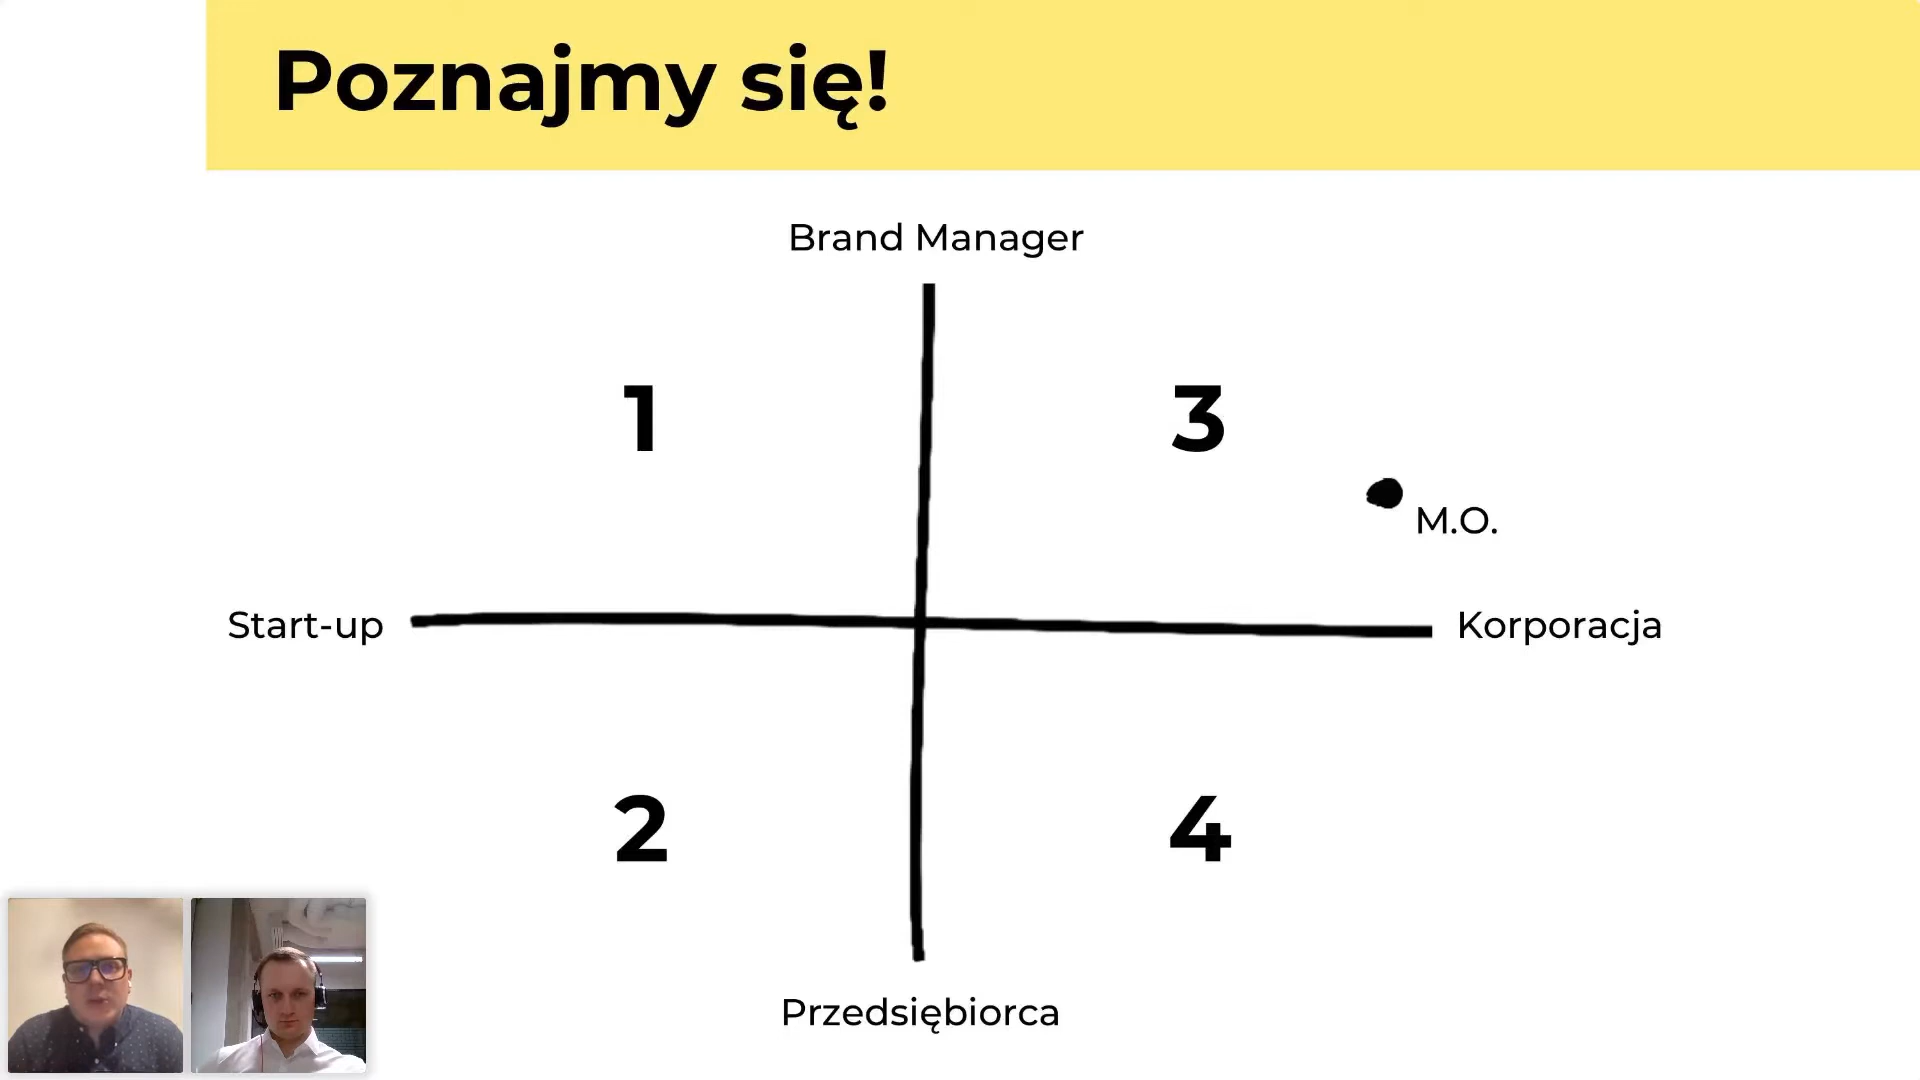 Poznajmy się!
Brand Manager
1
3
M.O.
Start-up
Korporacja
2
4
Przedsiębiorca